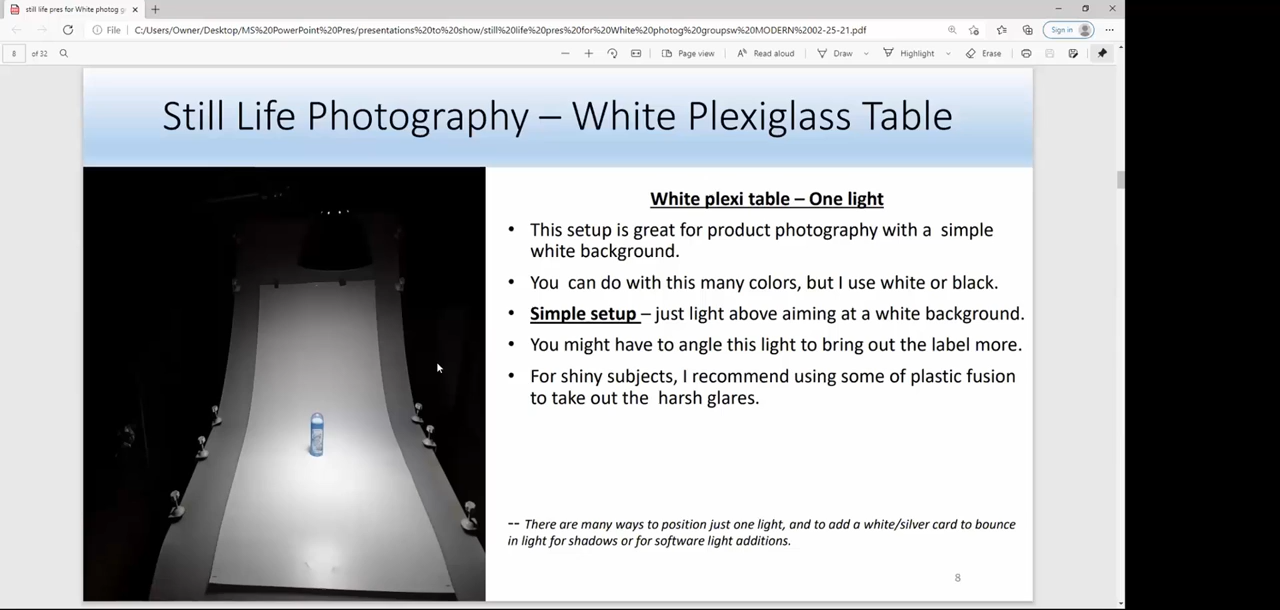 still life pres for White photog g
File
C:/Users/Owner/Desktop/MS%20PowerPoint%20Pres/presentations%20to%20show/still%20life%20pres%20for%20White%20photog%20groupsw%20MODERN%2002-25-21.pdf
Sign in
8 of 32
Page view
Read aloud
Draw
Highlight
Erase
Still Life Photography – White Plexiglass Table
White plexi table – One light
• This setup is great for product photography with a simple
white background.
• You can do with this many colors, but I use white or black.
• Simple setup – just light above aiming at a white background.
• You might have to angle this light to bring out the label more.
• For shiny subjects, I recommend using some of plastic fusion
to take out the harsh glares.
-- There are many ways to position just one light, and to add a white/silver card to bounce
in light for shadows or for software light additions.
8